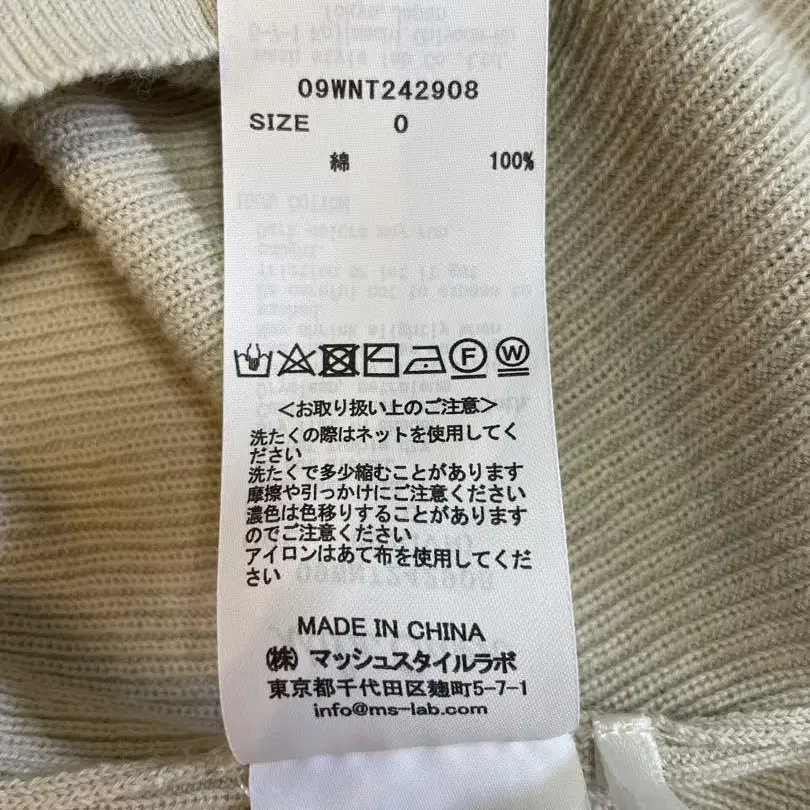 09WNT242908
SIZE 0
綿 100%
F W
<お取り扱い上のご注意>
洗たくの際はネットを使用してく
ださい
洗たくで多少縮むことがあります
摩擦や引っかけにご注意ください
濃色は色移りすることがあります
のでご注意ください
アイロンはあて布を使用してくだ
さい
MADE IN CHINA
(株) マッシュスタイルラボ
東京都千代田区麹町5-7-1
info@ms-lab.com